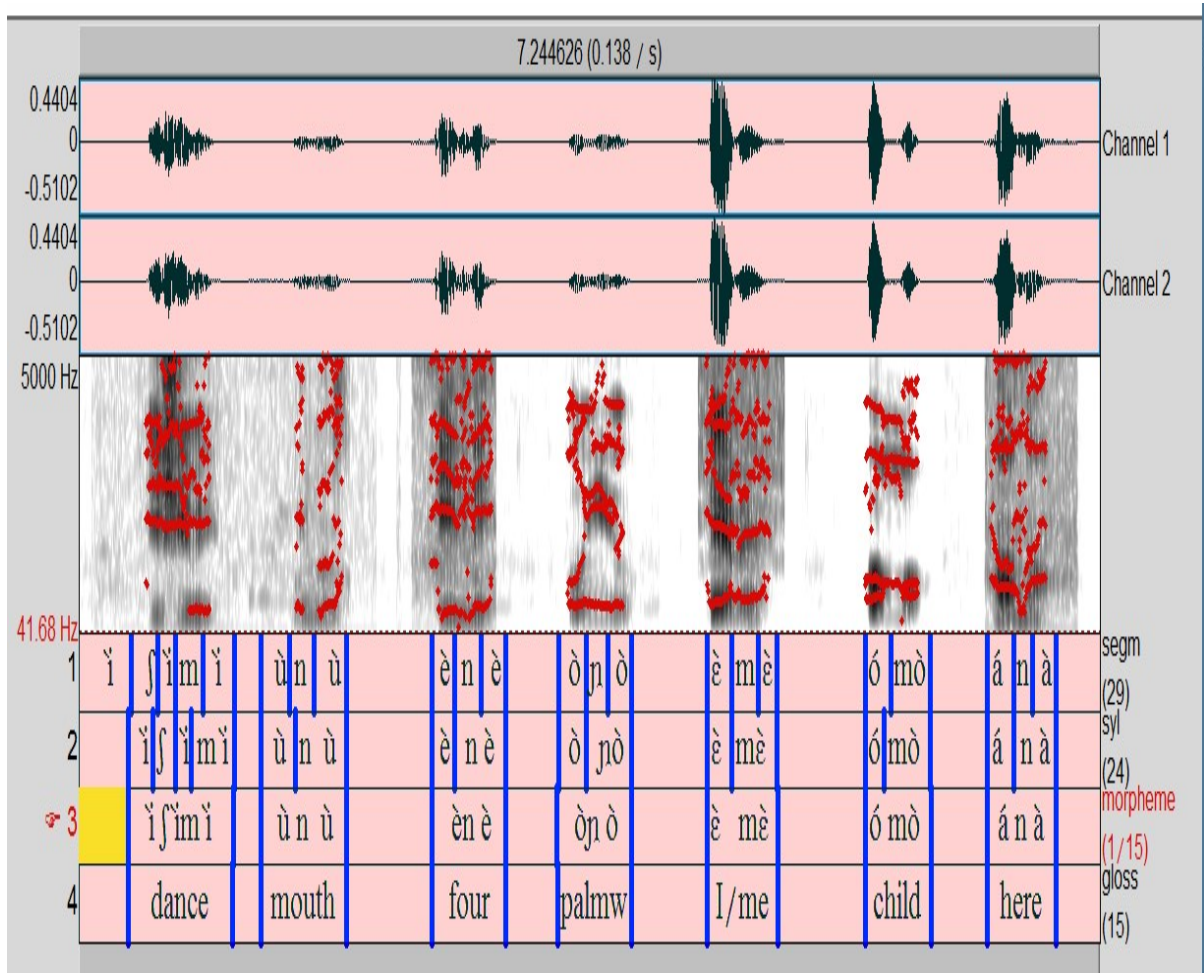 7.244626 (0.138 / s)
0.4404
0
-0.5102
Channel 1
0.4404
0
-0.5102
Channel 2
5000 Hz
41.68 Hz
1 ì ʃ ì m ì ù n ù è n è ò ɲ ò ɛ̀ m ɛ̀ ó mò á n à segm (29)
2 ì ʃ ì m ì ù n ù è n è ò ɲò ɛ̀ mɛ̀ ó mò á n à syl (24)
☞ 3 ì ʃ ìm ì ù n ù èn è òɲ ò ɛ̀ mɛ̀ ó mò á n à morpheme (1/15)
4 dance mouth four palmw I/me child here gloss (15)